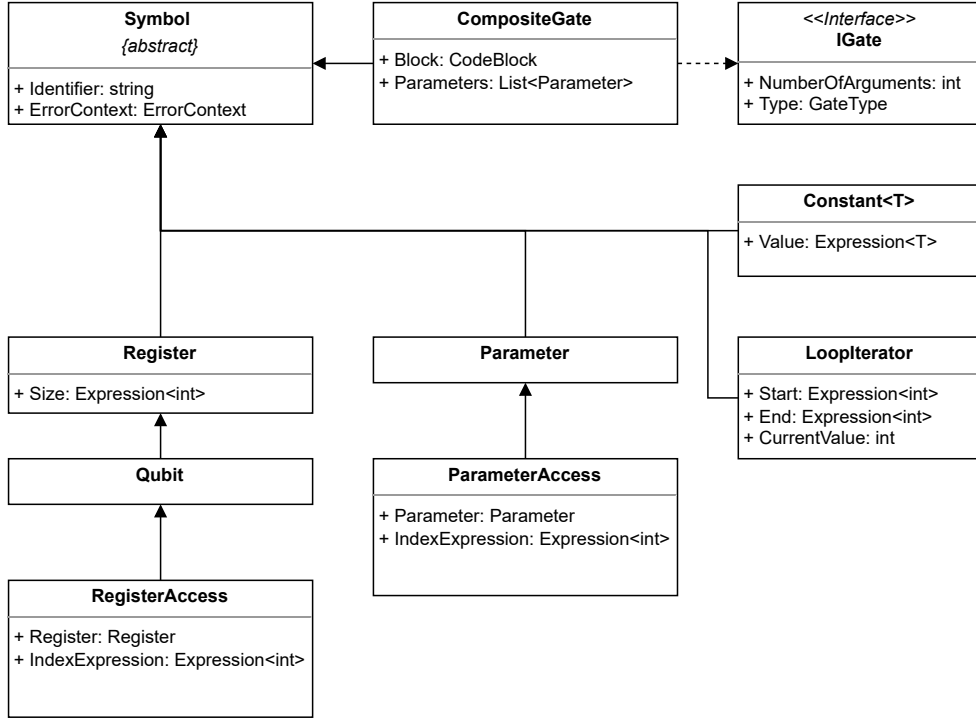 Symbol
{abstract}
+ Identifier: string
+ ErrorContext: ErrorContext
CompositeGate
+ Block: CodeBlock
+ Parameters: List<Parameter>
<<Interface>>
IGate
+ NumberOfArguments: int
+ Type: GateType
Constant<T>
+ Value: Expression<T>
Register
+ Size: Expression<int>
Parameter
LoopIterator
+ Start: Expression<int>
+ End: Expression<int>
+ CurrentValue: int
Qubit
ParameterAccess
+ Parameter: Parameter
+ IndexExpression: Expression<int>
RegisterAccess
+ Register: Register
+ IndexExpression: Expression<int>